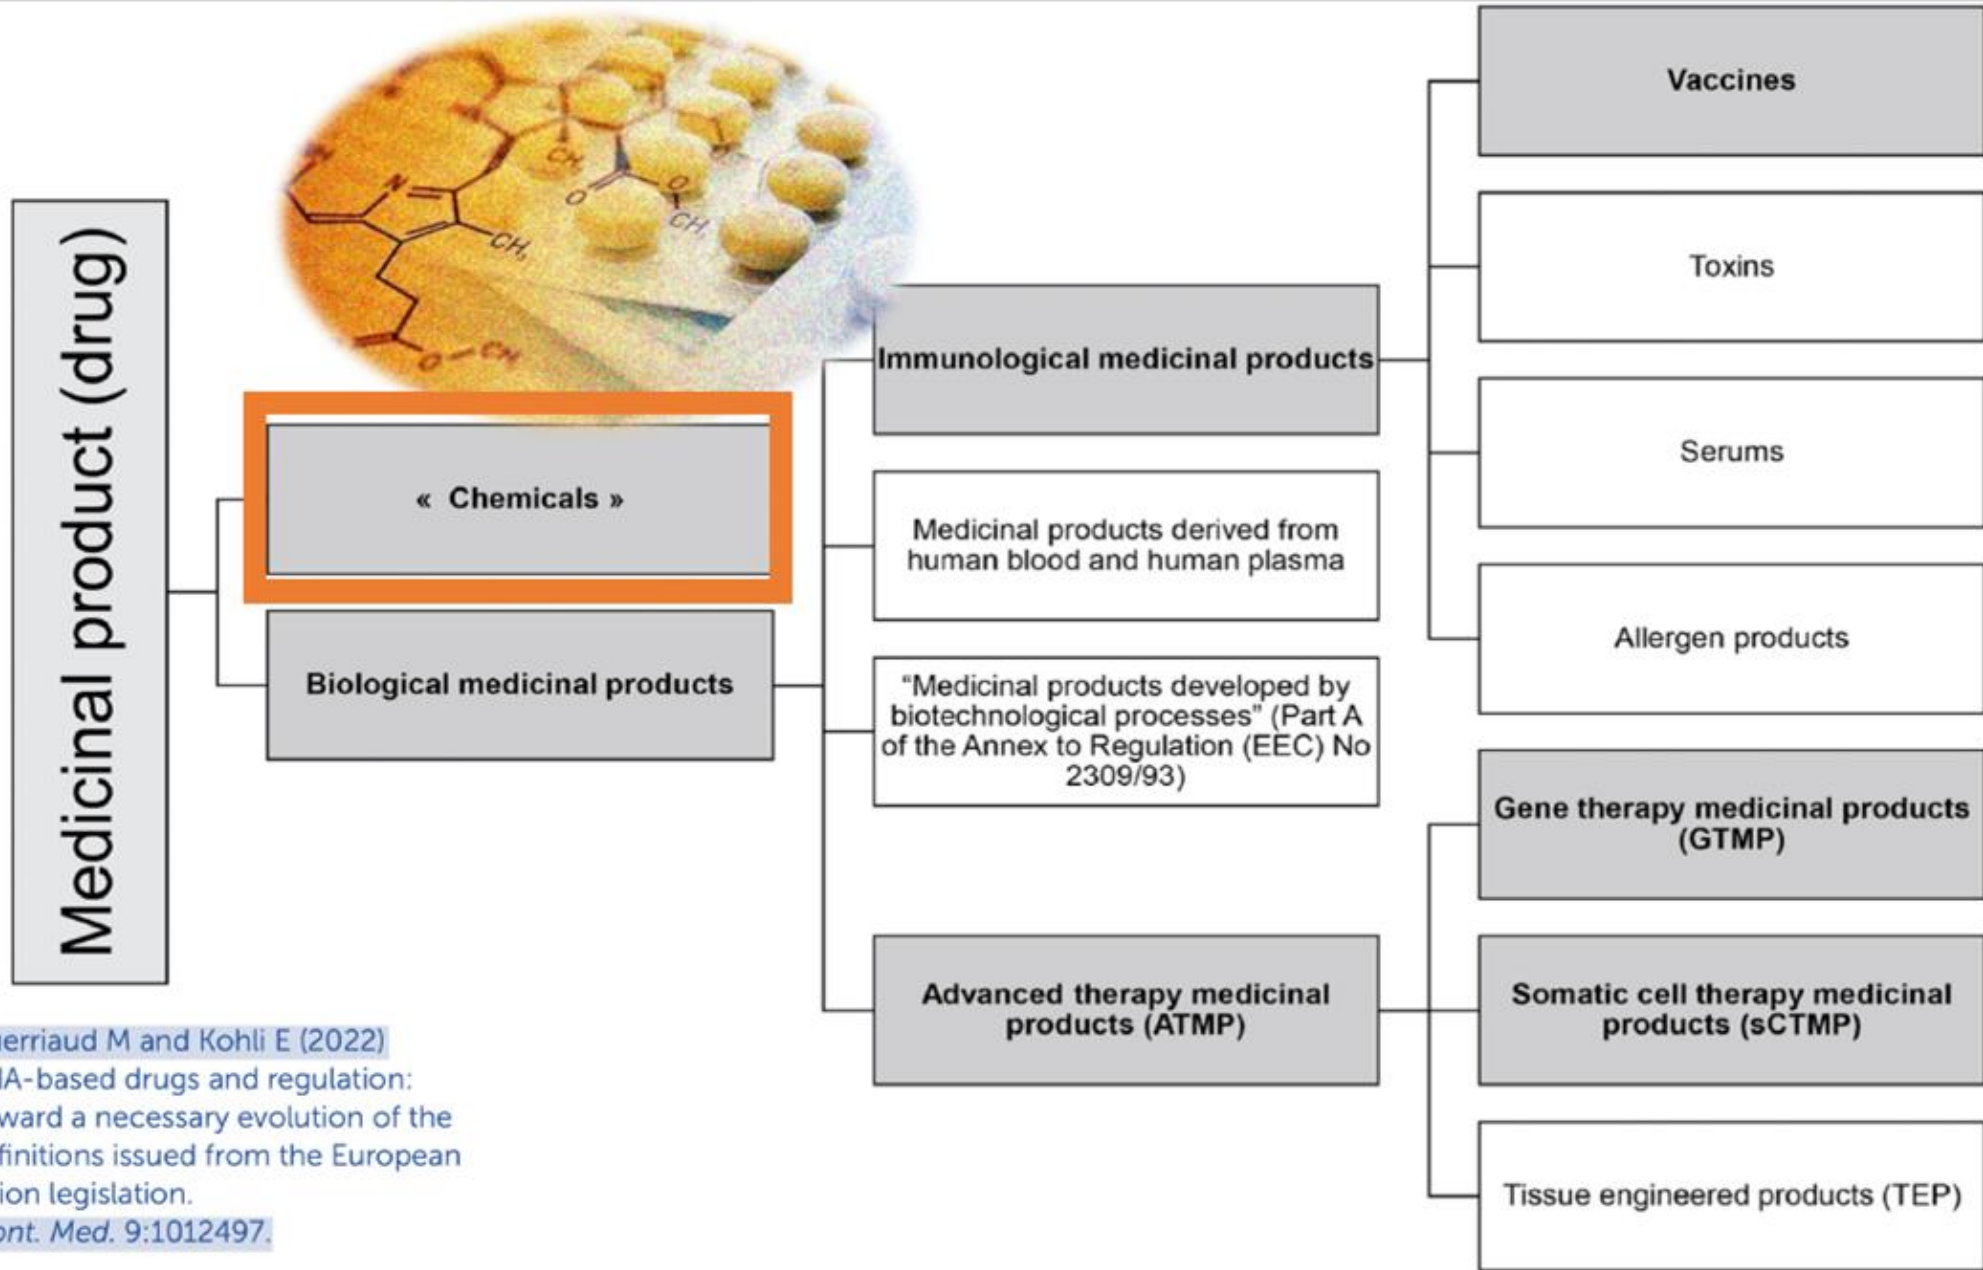 Medicinal product (drug)
N
CH₃
O
O
CH
CH
O
O
CH₃
« Chemicals »
Biological medicinal products
Immunological medicinal products
Medicinal products derived from
human blood and human plasma
“Medicinal products developed by
biotechnological processes” (Part A
of the Annex to Regulation (EEC) No
2309/93)
Advanced therapy medicinal
products (ATMP)
Vaccines
Toxins
Serums
Allergen products
Gene therapy medicinal products
(GTMP)
Somatic cell therapy medicinal
products (sCTMP)
Tissue engineered products (TEP)
erriaud M and Kohli E (2022)
IA-based drugs and regulation:
ward a necessary evolution of the
finitions issued from the European
ion legislation.
ont. Med. 9:1012497.